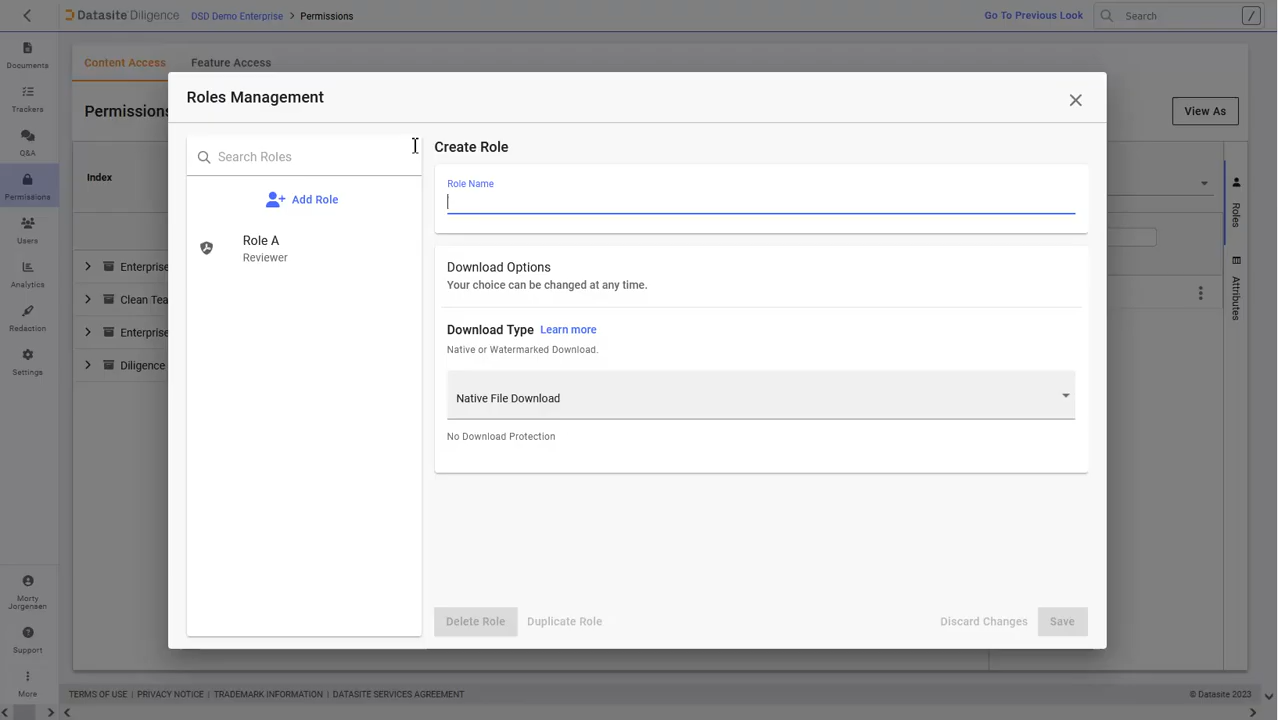 Datasite Diligence DSD Demo Enterprise > Permissions Go To Previous Look Search /
Documents
Trackers
Q&A
Permissions
Users
Analytics
Redaction
Settings
Morty
Jorgensen
Support
More
Content Access Feature Access
Permissions
View As
Index
Enterprise
Clean Tea
Enterprise
Diligence
Roles
Attributes
Roles Management
Search Roles
Add Role
Role A
Reviewer
Create Role
Role Name
Download Options
Your choice can be changed at any time.
Download Type Learn more
Native or Watermarked Download.
Native File Download
No Download Protection
Delete Role Duplicate Role Discard Changes Save
TERMS OF USE | PRIVACY NOTICE | TRADEMARK INFORMATION | DATASITE SERVICES AGREEMENT © Datasite 2023